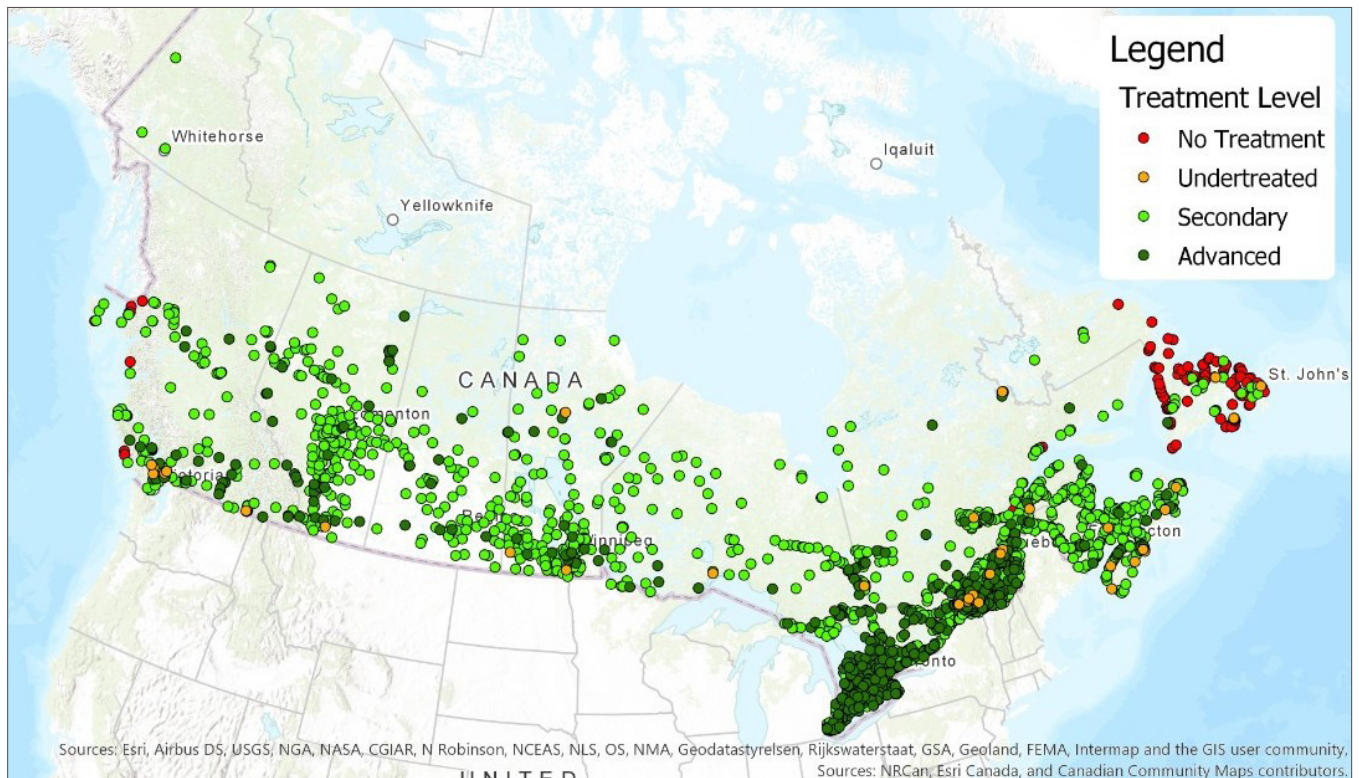 Legend
Treatment Level
No Treatment
Undertreated
Secondary
Advanced
Whitehorse
Iqaluit
Yellowknife
CANADA
St. John's
Sources: Esri, Airbus DS, USGS, NGA, NASA, CGIAR, N Robinson, NCEAS, NLS, OS, NMA, Geodatastyrelsen, Rijkswaterstaat, GSA, Geoland, FEMA, Intermap and the GIS user community,
Sources: NRCan, Esri Canada, and Canadian Community Maps contributors.